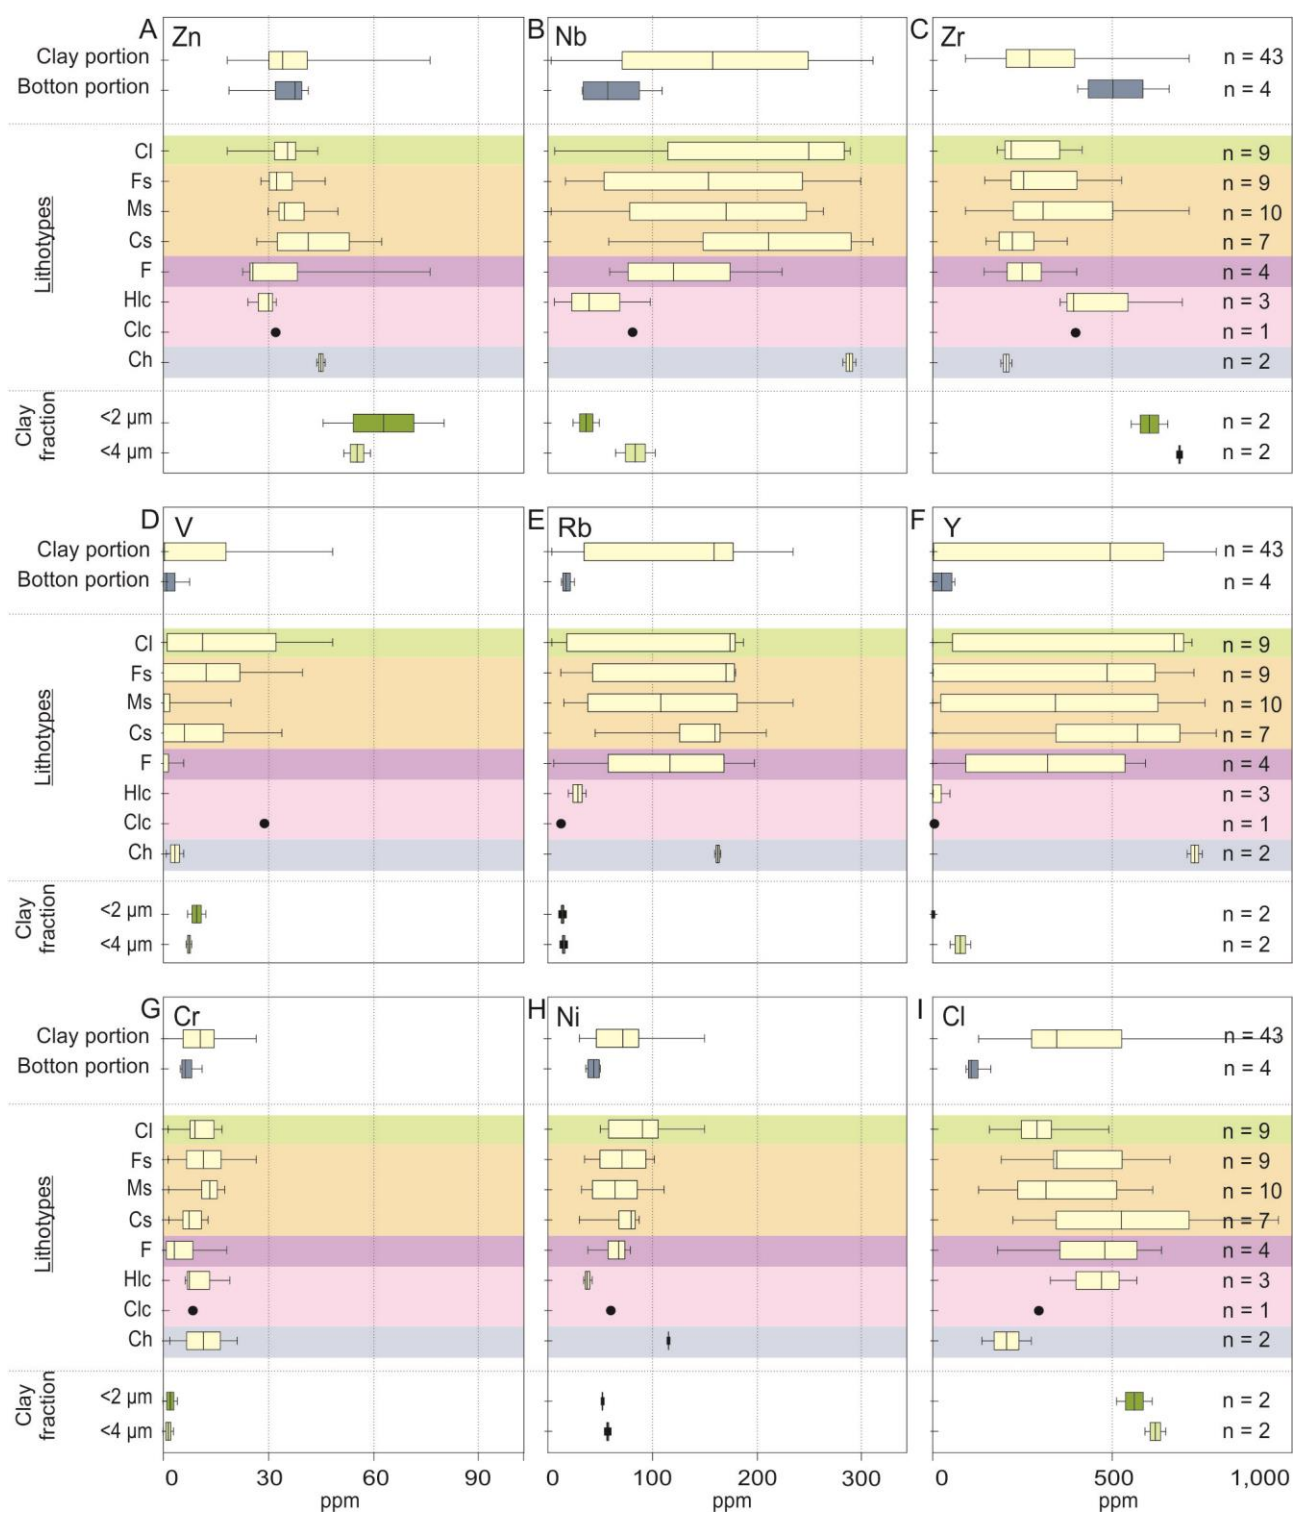 A Zn
B Nb
C Zr
Clay portion
n = 43
Botton portion
n = 4
Lithotypes
Cl
n = 9
Fs
n = 9
Ms
n = 10
Cs
n = 7
F
n = 4
Hlc
n = 3
Clc
n = 1
Ch
n = 2
Clay
fraction
<2 µm
n = 2
<4 µm
n = 2
D V
E Rb
F Y
Clay portion
n = 43
Botton portion
n = 4
Lithotypes
Cl
n = 9
Fs
n = 9
Ms
n = 10
Cs
n = 7
F
n = 4
Hlc
n = 3
Clc
n = 1
Ch
n = 2
Clay
fraction
<2 µm
n = 2
<4 µm
n = 2
G Cr
H Ni
I Cl
Clay portion
n = 43
Botton portion
n = 4
Lithotypes
Cl
n = 9
Fs
n = 9
Ms
n = 10
Cs
n = 7
F
n = 4
Hlc
n = 3
Clc
n = 1
Ch
n = 2
Clay
fraction
<2 µm
n = 2
<4 µm
n = 2
0 30 60 90
0 100 200 300
0 500 1,000
ppm
ppm
ppm